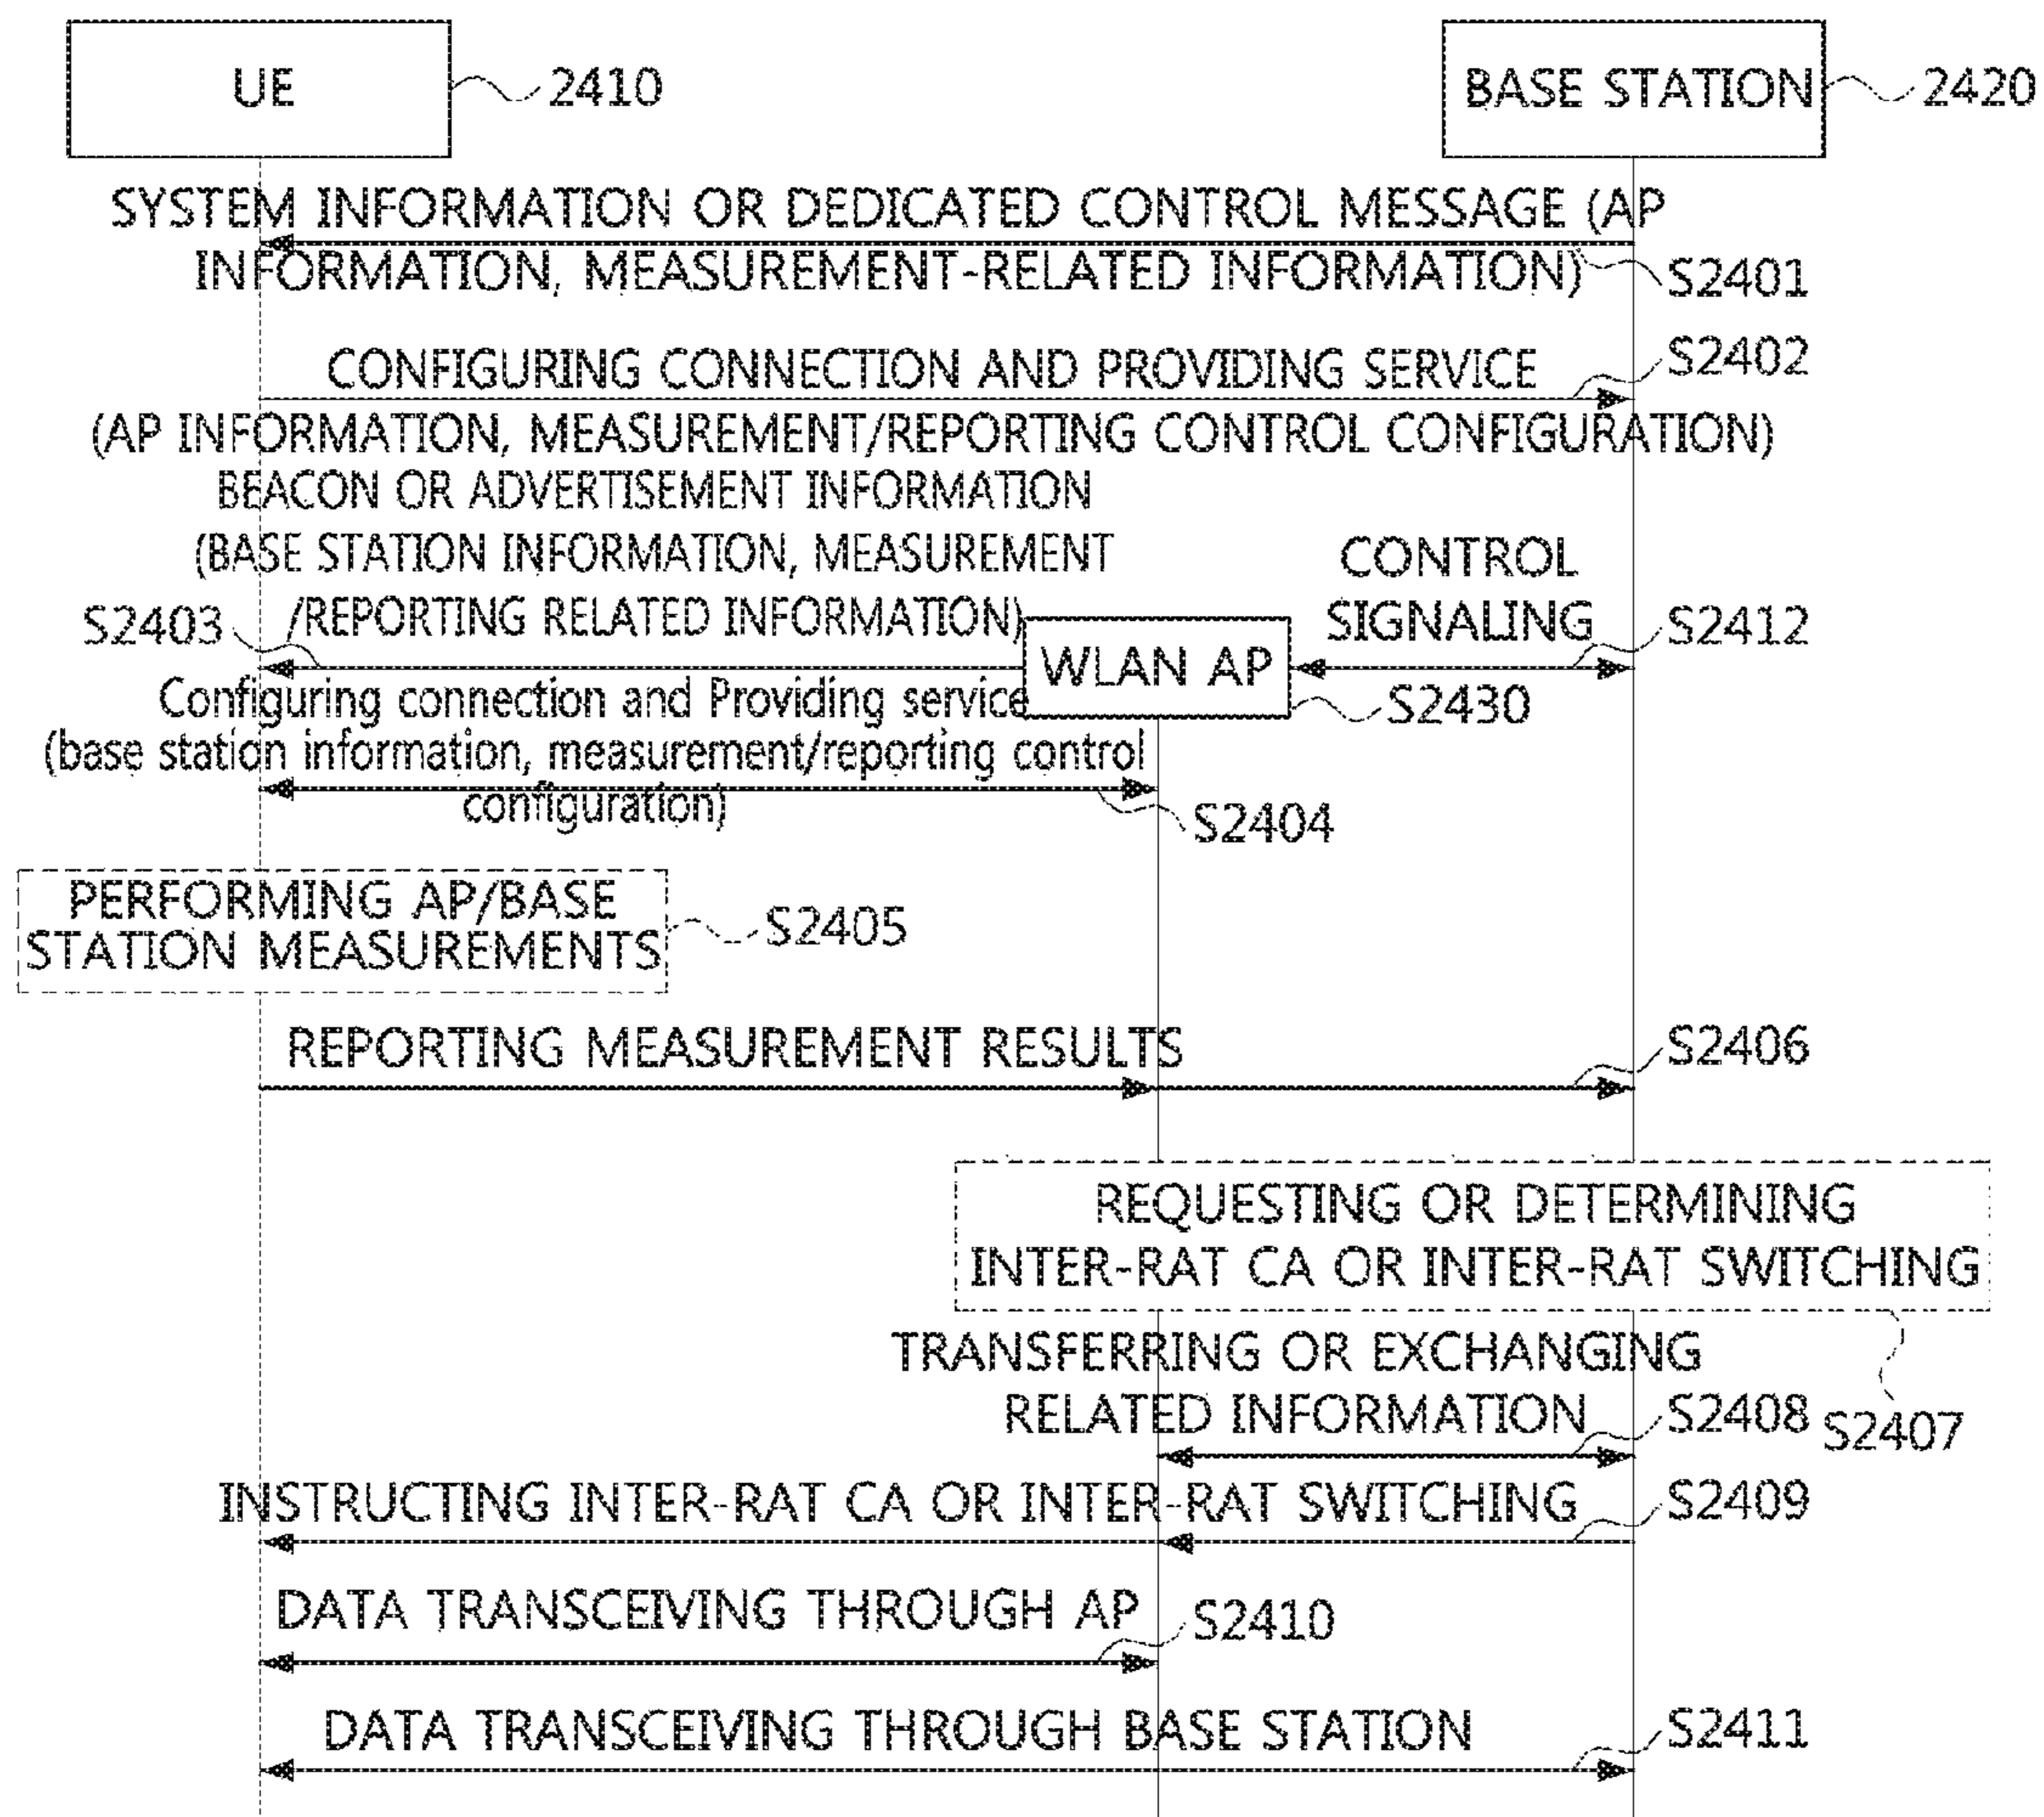 UE
2410
BASE STATION
2420
SYSTEM INFORMATION OR DEDICATED CONTROL MESSAGE (AP
INFORMATION, MEASUREMENT-RELATED INFORMATION)
S2401
CONFIGURING CONNECTION AND PROVIDING SERVICE
S2402
(AP INFORMATION, MEASUREMENT/REPORTING CONTROL CONFIGURATION)
BEACON OR ADVERTISEMENT INFORMATION
(BASE STATION INFORMATION, MEASUREMENT
/REPORTING RELATED INFORMATION)
S2403
CONTROL
SIGNALING
S2412
WLAN AP
S2430
Configuring connection and Providing service
(base station information, measurement/reporting control
configuration)
S2404
PERFORMING AP/BASE
STATION MEASUREMENTS
S2405
REPORTING MEASUREMENT RESULTS
S2406
REQUESTING OR DETERMINING
INTER-RAT CA OR INTER-RAT SWITCHING
S2407
TRANSFERRING OR EXCHANGING
RELATED INFORMATION
S2408
INSTRUCTING INTER-RAT CA OR INTER-RAT SWITCHING
S2409
DATA TRANSCEIVING THROUGH AP
S2410
DATA TRANSCEIVING THROUGH BASE STATION
S2411